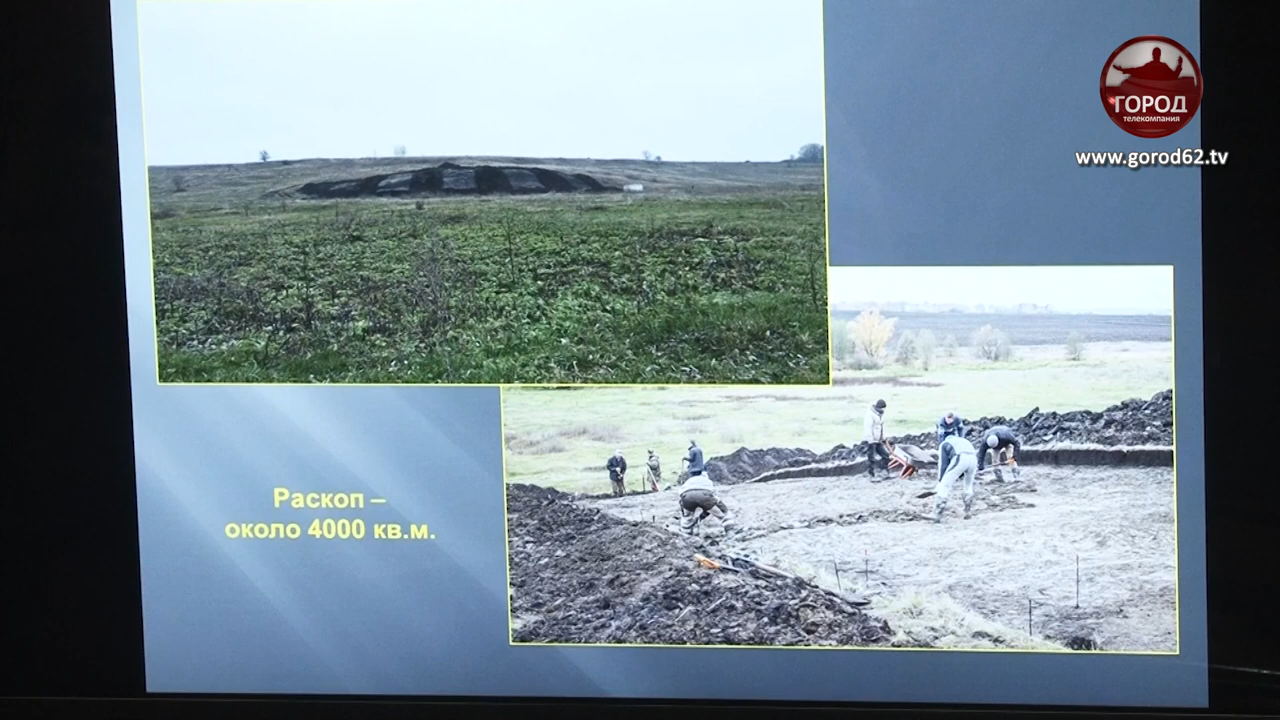 ГОРОД
телекомпания
www.gorod62.tv
Раскоп –
около 4000 кв.м.